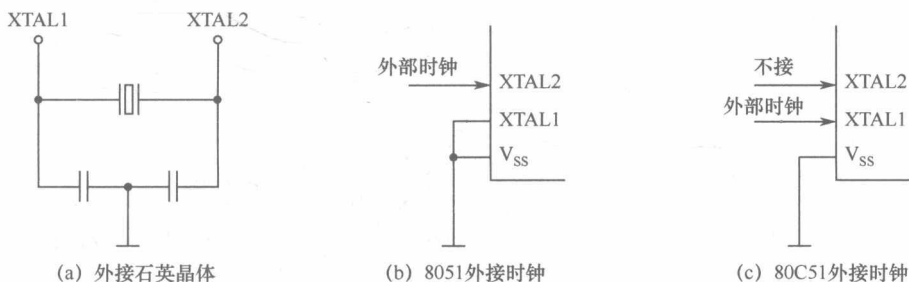 XTAL1
XTAL2
(a) 外接石英晶体
外部时钟
XTAL2
XTAL1
VSS
(b) 8051外接时钟
不接
XTAL2
外部时钟
XTAL1
VSS
(c) 80C51外接时钟